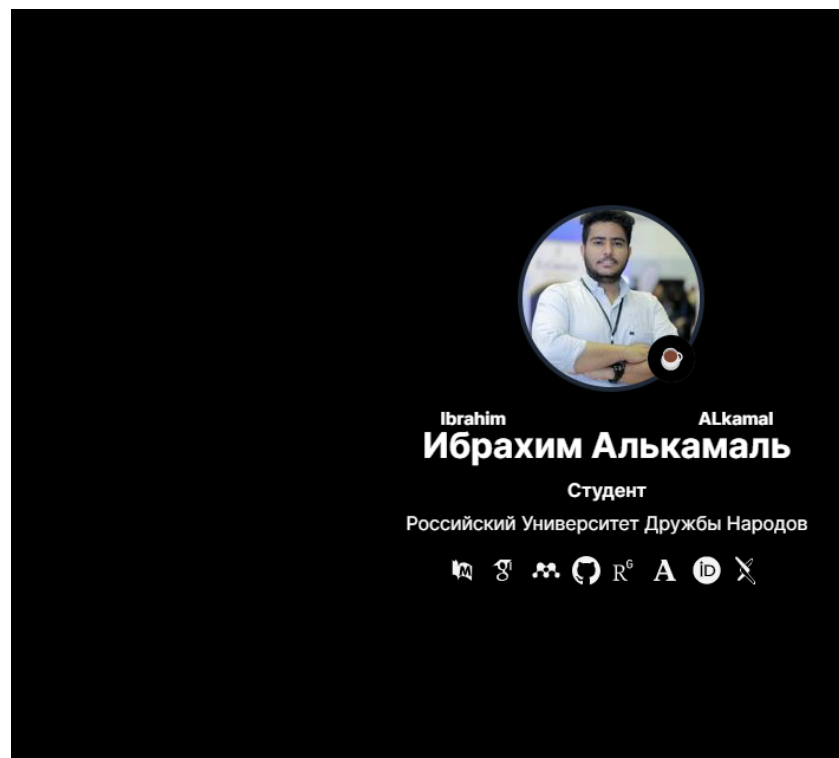 Ibrahim ALkamal
Ибрахим Алькамаль
Студент
Российский Университет Дружбы Народов